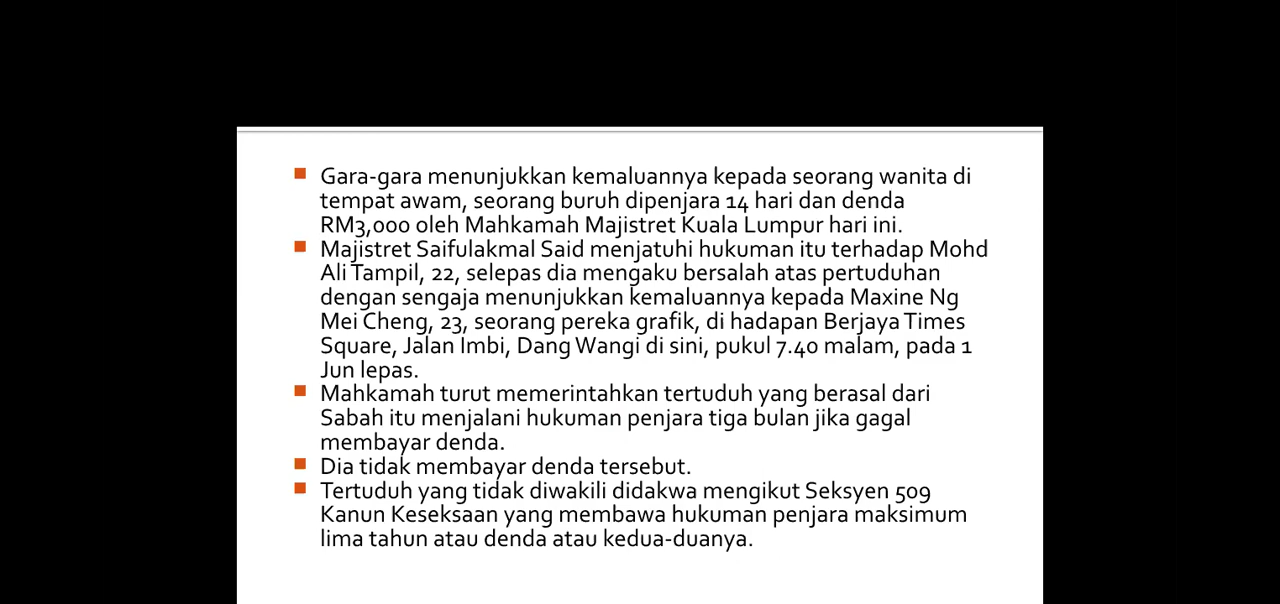 Gara-gara menunjukkan kemaluannya kepada seorang wanita di
tempat awam, seorang buruh dipenjara 14 hari dan denda
RM3,000 oleh Mahkamah Majistret Kuala Lumpur hari ini.
Majistret Saifulakmal Said menjatuhi hukuman itu terhadap Mohd
Ali Tampil, 22, selepas dia mengaku bersalah atas pertuduhan
dengan sengaja menunjukkan kemaluannya kepada Maxine Ng
Mei Cheng, 23, seorang pereka grafik, di hadapan Berjaya Times
Square, Jalan Imbi, Dang Wangi di sini, pukul 7.40 malam, pada 1
Jun lepas.
Mahkamah turut memerintahkan tertuduh yang berasal dari
Sabah itu menjalani hukuman penjara tiga bulan jika gagal
membayar denda.
Dia tidak membayar denda tersebut.
Tertuduh yang tidak diwakili didakwa mengikut Seksyen 509
Kanun Keseksaan yang membawa hukuman penjara maksimum
lima tahun atau denda atau kedua-duanya.